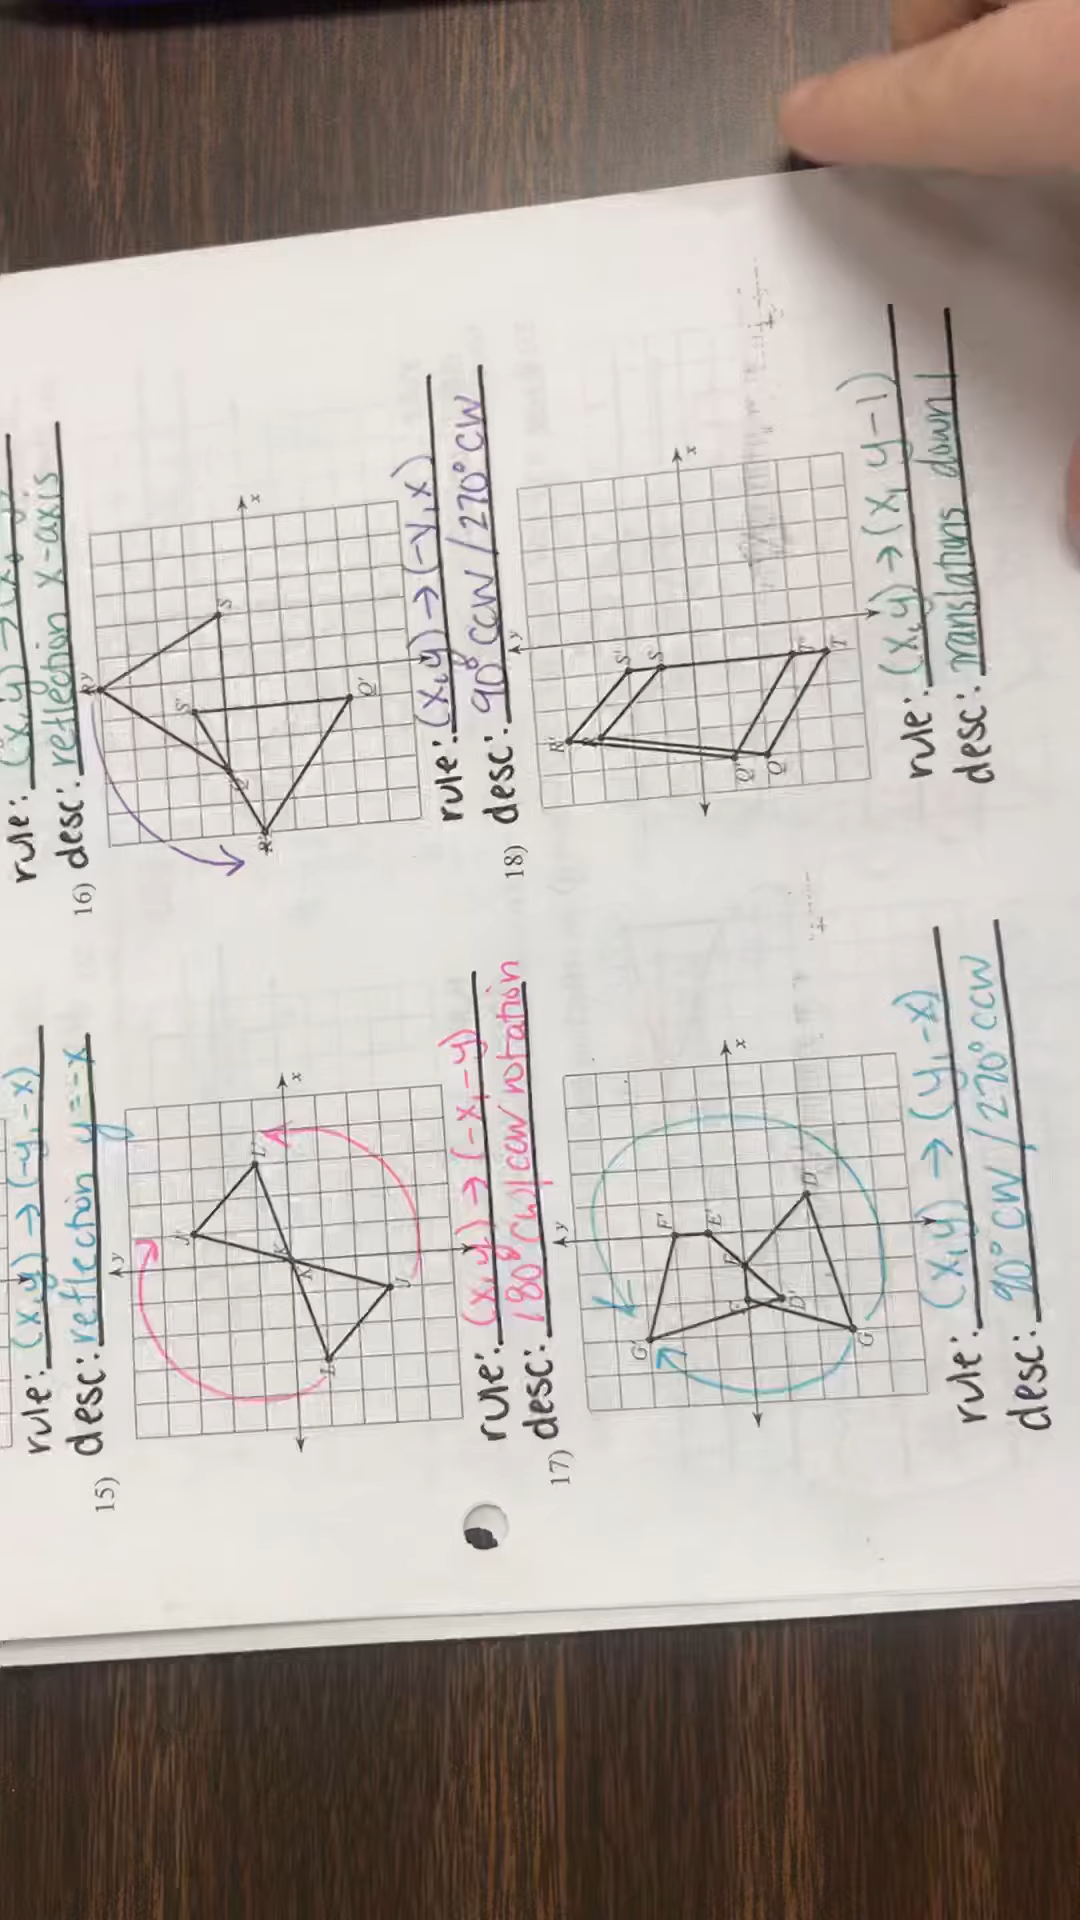 rule: (x,y) → (-y,-x)
desc: reflection y=-x
rule:
desc: reflection x-axis
15)
y
x
J'
L'
K'
K
L
J
rule: (x,y) → (-x,-y)
desc: 180° cw/ccw rotation
16)
y
x
S
S'
Q'
R'
rule: (x,y) → (-y,x)
desc: 90° ccw / 270° cw
17)
y
x
F'
E'
G'
D
D'
G
rule: (x,y) → (y,-x)
desc: 90° cw / 270° ccw
18)
y
x
R'
S'
S
Q'
Q
T'
T
rule: (x,y) → (x, y-1)
desc: translations down 1